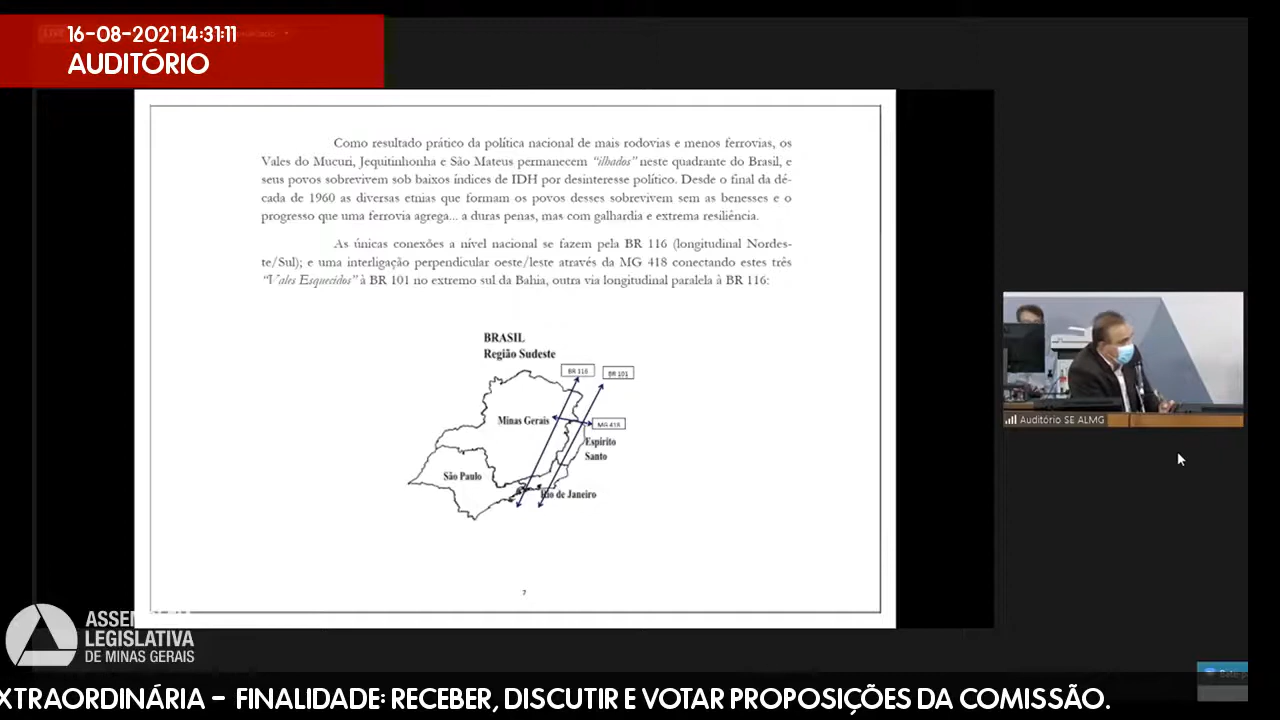 16-08-2021 14:31:11
AUDITÓRIO
Como resultado prático da política nacional de mais rodovias e menos ferrovias, os
Vales do Mucuri, Jequitinhonha e São Mateus permanecem “ilhados” neste quadrante do Brasil, e
seus povos sobrevivem sob baixos índices de IDH por desinteresse político. Desde o final da dé-
cada de 1960 as diversas etnias que formam os povos desses sobrevivem sem as benesses e o
progresso que uma ferrovia agrega... a duras penas, mas com galhardia e extrema resiliência.
As únicas conexões a nível nacional se fazem pela BR 116 (longitudinal Nordes-
te/Sul); e uma interligação perpendicular oeste/leste através da MG 418 conectando estes três
“Vales Esquecidos” à BR 101 no extremo sul da Bahia, outra via longitudinal paralela à BR 116:
BRASIL
Região Sudeste
BR 116
BR 101
Minas Gerais
MG 418
Espírito
Santo
São Paulo
Rio de Janeiro
7
Auditório SE ALMG
ASSEMBLEIA
LEGISLATIVA
DE MINAS GERAIS
XTRAORDINÁRIA – FINALIDADE: RECEBER, DISCUTIR E VOTAR PROPOSIÇÕES DA COMISSÃO.